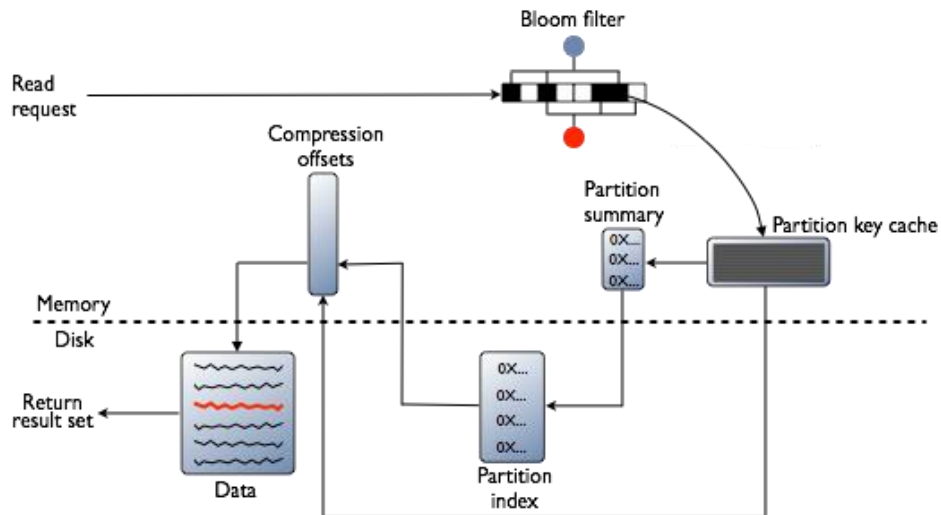 Bloom filter
Read
request
Compression
offsets
Partition
summary
0X...
0X...
0X...
Partition key cache
Memory
Disk
0X...
0X...
0X...
0X...
Return
result set
Data
Partition
index